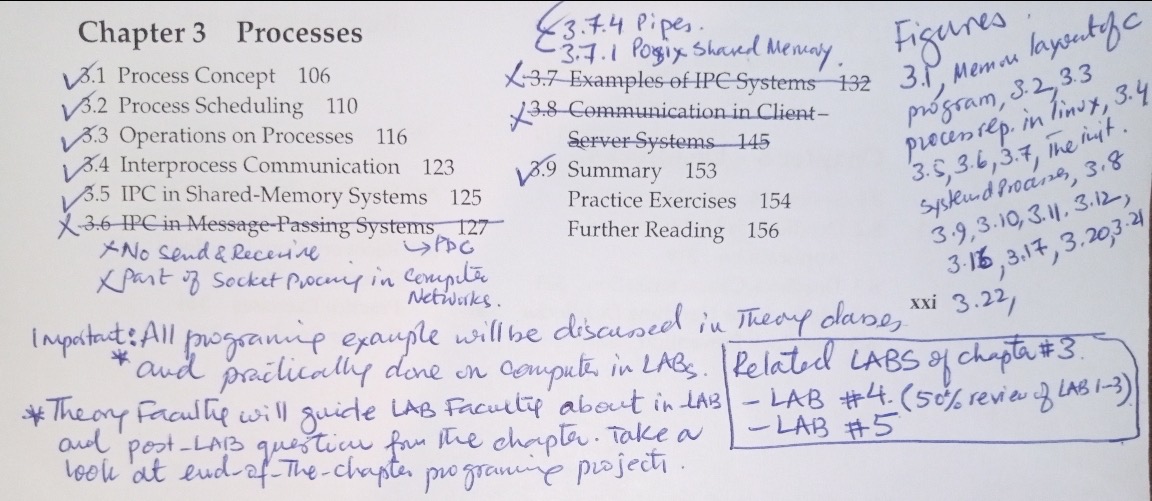 Chapter 3 Processes
3.1 Process Concept 106
3.2 Process Scheduling 110
3.3 Operations on Processes 116
3.4 Interprocess Communication 123
3.5 IPC in Shared-Memory Systems 125
3.6 IPC in Message-Passing Systems 127
→PDC
×No Send & Receive
×Part of Socket Programing in Computer
Networks.
3.7.4 Pipes.
3.7.1 Posix Shared Memory.
3.7 Examples of IPC Systems 132
3.8 Communication in Client-
Server Systems 145
3.9 Summary 153
Practice Exercises 154
Further Reading 156
Figures
3.1, Memory layout of C
program, 3.2, 3.3
process rep. in linux, 3.4
3.5, 3.6, 3.7, The init.
systemd Processes, 3.8
3.9, 3.10, 3.11, 3.12,
3.16, 3.17, 3.20, 3.21
xxi 3.22,
Important: All programing example will be discussed in Theory classes
* and practically done on Computer in LABs.
* Theory Faculty will guide LAB Faculty about in-LAB
and post-LAB question from the chapter. Take a
look at end-of-The-chapter programing projects.
Related LABS of chapter #3.
- LAB #4. (50% review of LAB 1-3)
- LAB #5